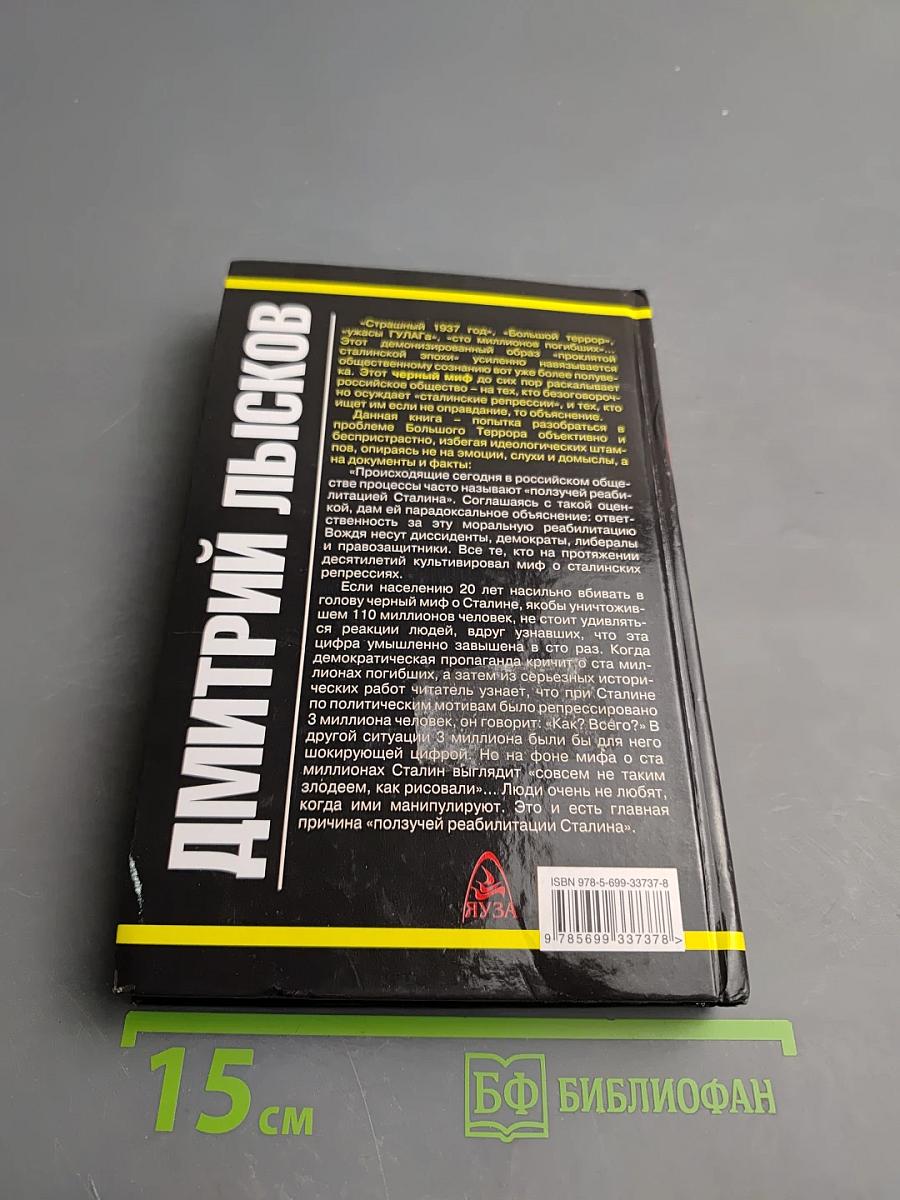 ДМИТРИЙ ЛЫСКОВ
«Страшный 1937 год», «Большой террор»,
«ужасы ГУЛАГа», «сто миллионов погибших»...
Этот демонизированный образ «проклятой
сталинской эпохи» усиленно навязывается
общественному сознанию вот уже более полуве-
ка. Этот черный миф до сих пор раскалывает
российское общество – на тех, кто безоговороч-
но осуждает «сталинские репрессии», и тех, кто
ищет им если не оправдание, то объяснение.
Данная книга – попытка разобраться в
проблеме Большого Террора объективно и
беспристрастно, избегая идеологических штам-
пов, опираясь не на эмоции, слухи и домыслы, а
на документы и факты:
«Происходящие сегодня в российском обще-
стве процессы часто называют «ползучей реаби-
литацией Сталина». Соглашаясь с такой оцен-
кой, дам ей парадоксальное объяснение: ответ-
ственность за эту моральную реабилитацию
Вождя несут диссиденты, демократы, либералы
и правозащитники. Все те, кто на протяжении
десятилетий культивировал миф о сталинских
репрессиях.
Если населению 20 лет насильно вбивать в
голову черный миф о Сталине, якобы уничтожив-
шем 110 миллионов человек, не стоит удивлять-
ся реакции людей, вдруг узнавших, что эта
цифра умышленно завышена в сто раз. Когда
демократическая пропаганда кричит о ста мил-
лионах погибших, а затем из серьезных истори-
ческих работ читатель узнает, что при Сталине
по политическим мотивам было репрессировано
3 миллиона человек, он говорит: «Как? Всего?» В
другой ситуации 3 миллиона были бы для него
шокирующей цифрой. Но на фоне мифа о ста
миллионах Сталин выглядит «совсем не таким
злодеем, как рисовали»... Люди очень не любят,
когда ими манипулируют. Это и есть главная
причина «ползучей реабилитации Сталина».
ЯУЗА
ISBN 978-5-699-33737-8
9 785699 337378 >
15 см
БФ БИБЛИОФАН